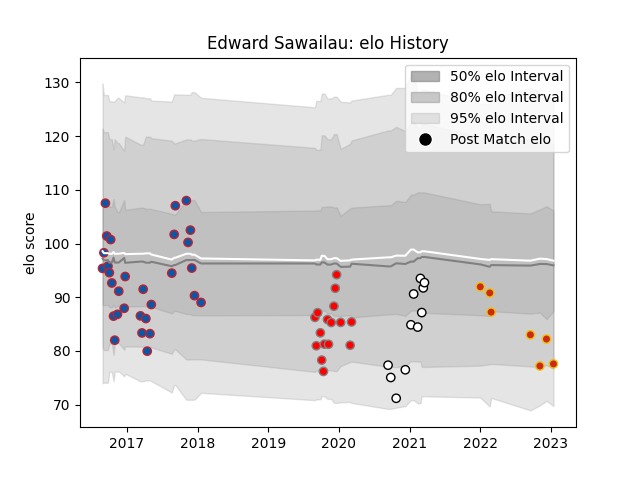 Edward Sawailau: elo History
50% elo Interval
80% elo Interval
95% elo Interval
Post Match elo
elo score
130
120
110
100
90
80
70
2017 2018 2019 2020 2021 2022 2023